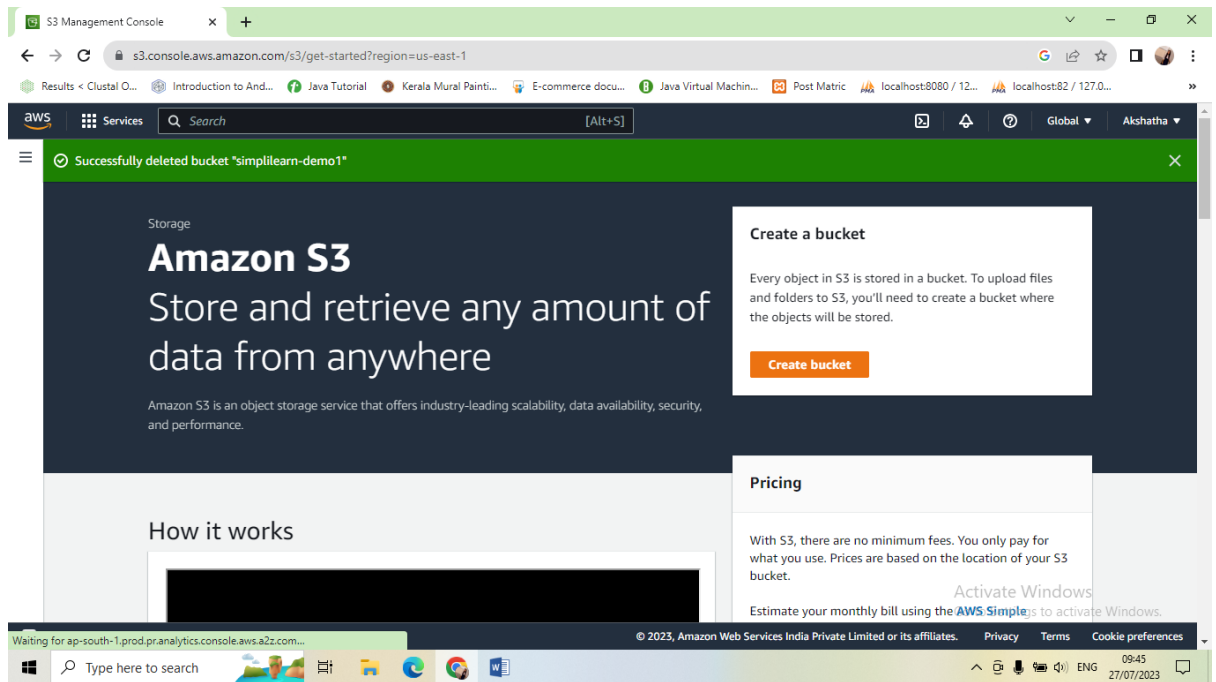 S3 Management Console
s3.console.aws.amazon.com/s3/get-started?region=us-east-1
G
Results < Clustal O... Introduction to And... Java Tutorial Kerala Mural Painti... E-commerce docu... Java Virtual Machin... Post Matric localhost:8080 / 12... localhost:82 / 127.0... »
aws Services Search [Alt+S] Global Akshatha
Successfully deleted bucket "simplilearn-demo1"
Storage
Amazon S3
Store and retrieve any amount of
data from anywhere
Amazon S3 is an object storage service that offers industry-leading scalability, data availability, security,
and performance.
Create a bucket
Every object in S3 is stored in a bucket. To upload files
and folders to S3, you'll need to create a bucket where
the objects will be stored.
Create bucket
Pricing
With S3, there are no minimum fees. You only pay for
what you use. Prices are based on the location of your S3
bucket.
Estimate your monthly bill using the AWS Simple
How it works
Activate Windows
to activate Windows.
Waiting for ap-south-1.prod.pr.analytics.console.aws.a2z.com...
© 2023, Amazon Web Services India Private Limited or its affiliates. Privacy Terms Cookie preferences
Type here to search
ENG
09:45
27/07/2023